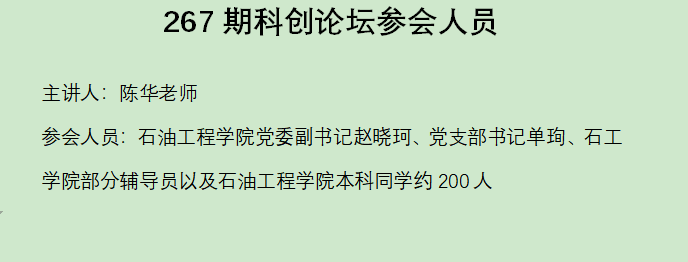 267 期科创论坛参会人员
主讲人：陈华老师
参会人员：石油工程学院党委副书记赵晓珂、党支部书记单珣、石工
学院部分辅导员以及石油工程学院本科同学约 200 人